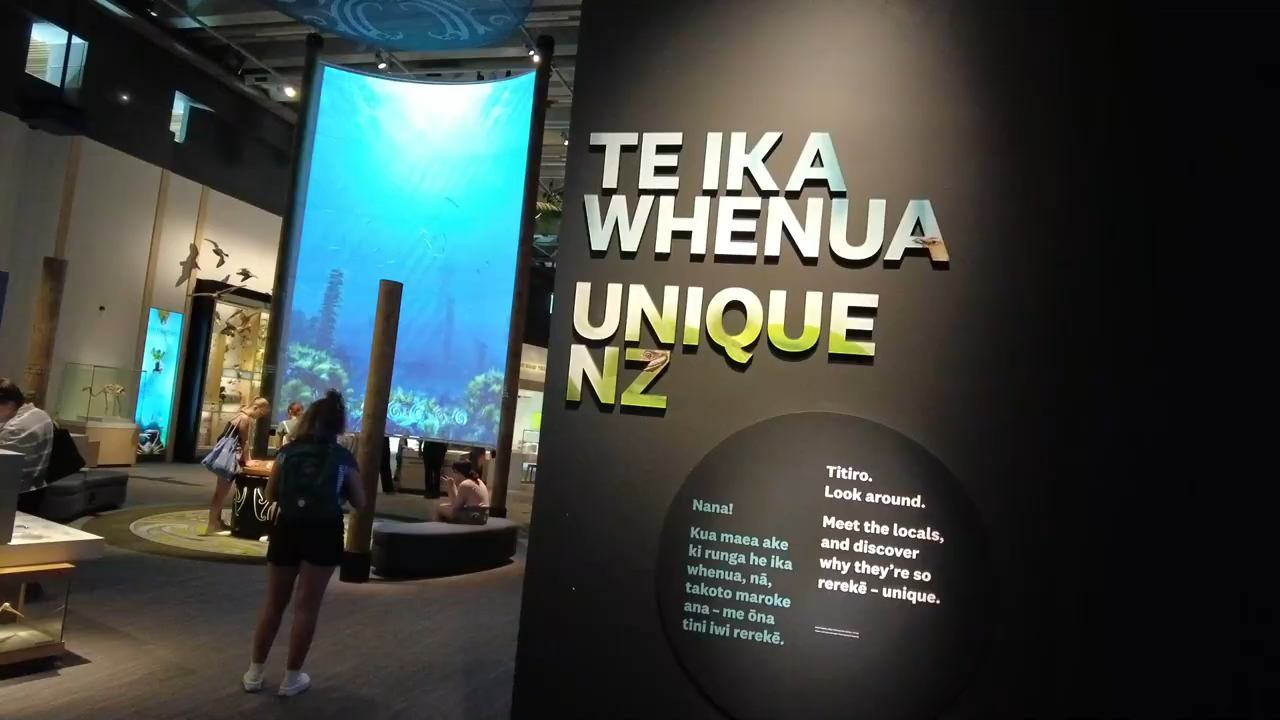 TE IKA
WHENUA
UNIQUE
NZ
Nana!
Kua maea ake
ki runga he ika
whenua, nā,
takoto maroke
ana – me ōna
tini iwi rerekē.
Titiro.
Look around.
Meet the locals,
and discover
why they're so
rerekē – unique.